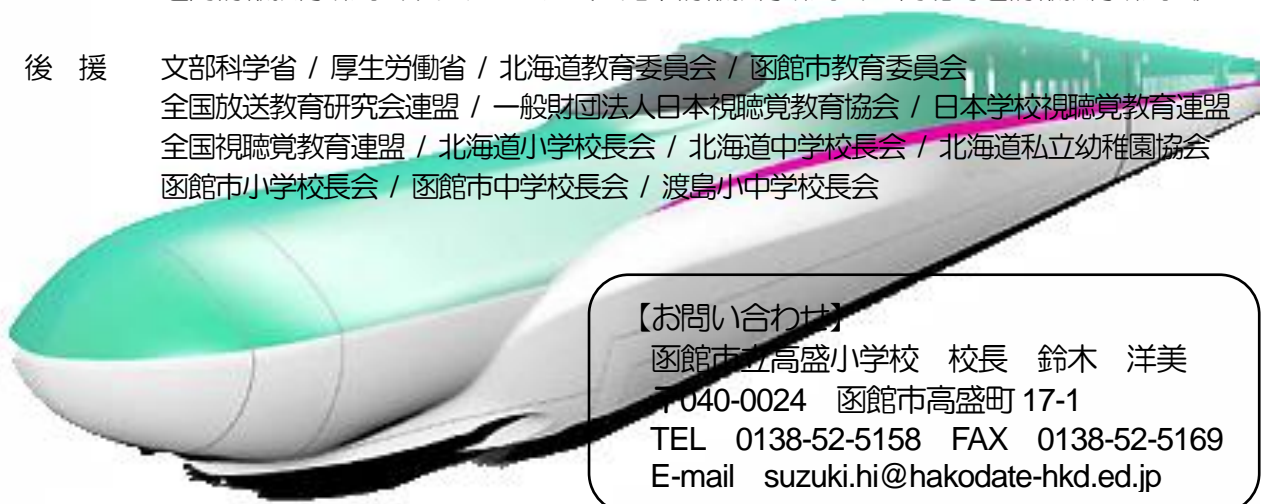 後 援 文部科学省 / 厚生労働省 / 北海道教育委員会 / 函館市教育委員会
全国放送教育研究会連盟 / 一般財団法人日本視聴覚教育協会 / 日本学校視聴覚教育連盟
全国視聴覚教育連盟 / 北海道小学校長会 / 北海道中学校長会 / 北海道私立幼稚園協会
函館市小学校長会 / 函館市中学校長会 / 渡島小中学校長会
【お問い合わせ】
函館市立高盛小学校 校長 鈴木 洋美
〒040-0024 函館市高盛町 17-1
TEL 0138-52-5158 FAX 0138-52-5169
E-mail suzuki.hi@hakodate-hkd.ed.jp